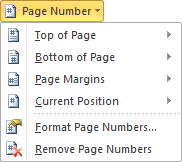 Page Number
Top of Page
Bottom of Page
Page Margins
Current Position
Format Page Numbers...
Remove Page Numbers